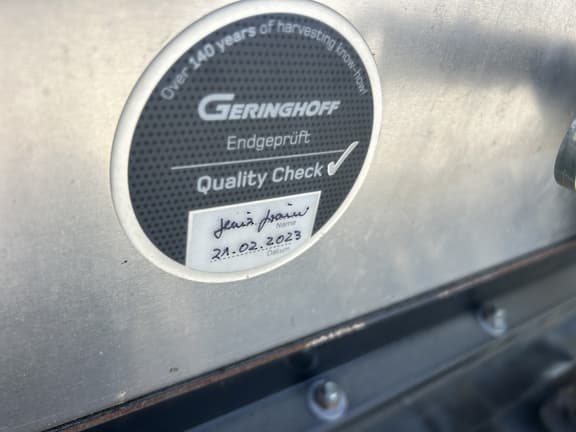 Over 140 years of harvesting know-how!
GERINGHOFF
Endgeprüft
Quality Check
Name
21.02.2023
Datum